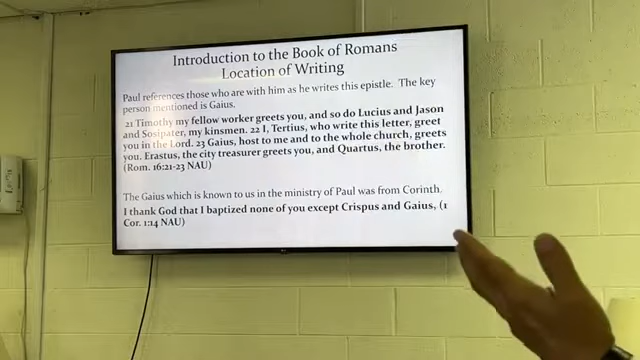 Introduction to the Book of Romans
Location of Writing
Paul references those who are with him as he writes this epistle. The key
person mentioned is Gaius.
21 Timothy my fellow worker greets you, and so do Lucius and Jason
and Sosipater, my kinsmen. 22 I, Tertius, who write this letter, greet
you in the Lord. 23 Gaius, host to me and to the whole church, greets
you. Erastus, the city treasurer greets you, and Quartus, the brother.
(Rom. 16:21-23 NAU)
The Gaius which is known to us in the ministry of Paul was from Corinth.
I thank God that I baptized none of you except Crispus and Gaius, (1
Cor. 1:14 NAU)